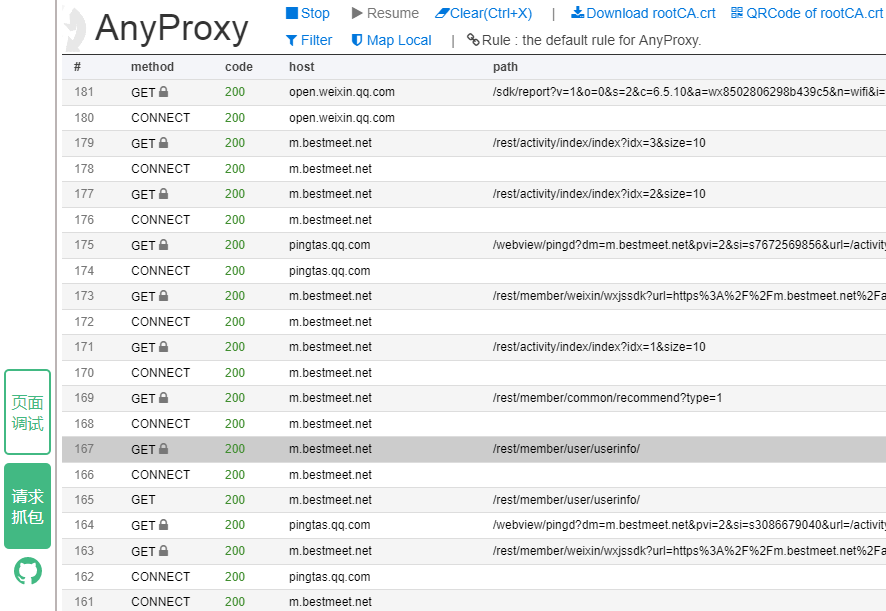 AnyProxy
Stop Resume Clear(Ctrl+X) | Download rootCA.crt QRCode of rootCA.crt
Filter Map Local | Rule : the default rule for AnyProxy.
# method code host path
181 GET 200 open.weixin.qq.com /sdk/report?v=1&o=0&s=2&c=6.5.10&a=wx8502806298b439c5&n=wifi&i=
180 CONNECT 200 open.weixin.qq.com
179 GET 200 m.bestmeet.net /rest/activity/index/index?idx=3&size=10
178 CONNECT 200 m.bestmeet.net
177 GET 200 m.bestmeet.net /rest/activity/index/index?idx=2&size=10
176 CONNECT 200 m.bestmeet.net
175 GET 200 pingtas.qq.com /webview/pingd?dm=m.bestmeet.net&pvi=2&si=s7672569856&url=/activity
174 CONNECT 200 pingtas.qq.com
173 GET 200 m.bestmeet.net /rest/member/weixin/wxjssdk?url=https%3A%2F%2Fm.bestmeet.net%2Fa
172 CONNECT 200 m.bestmeet.net
171 GET 200 m.bestmeet.net /rest/activity/index/index?idx=1&size=10
170 CONNECT 200 m.bestmeet.net
169 GET 200 m.bestmeet.net /rest/member/common/recommend?type=1
168 CONNECT 200 m.bestmeet.net
167 GET 200 m.bestmeet.net /rest/member/user/userinfo/
166 CONNECT 200 m.bestmeet.net
165 GET 200 m.bestmeet.net /rest/member/user/userinfo/
164 GET 200 pingtas.qq.com /webview/pingd?dm=m.bestmeet.net&pvi=2&si=s3086679040&url=/activity
163 GET 200 m.bestmeet.net /rest/member/weixin/wxjssdk?url=https%3A%2F%2Fm.bestmeet.net%2Fa
162 CONNECT 200 pingtas.qq.com
161 CONNECT 200 m.bestmeet.net
页面
调试
请求
抓包